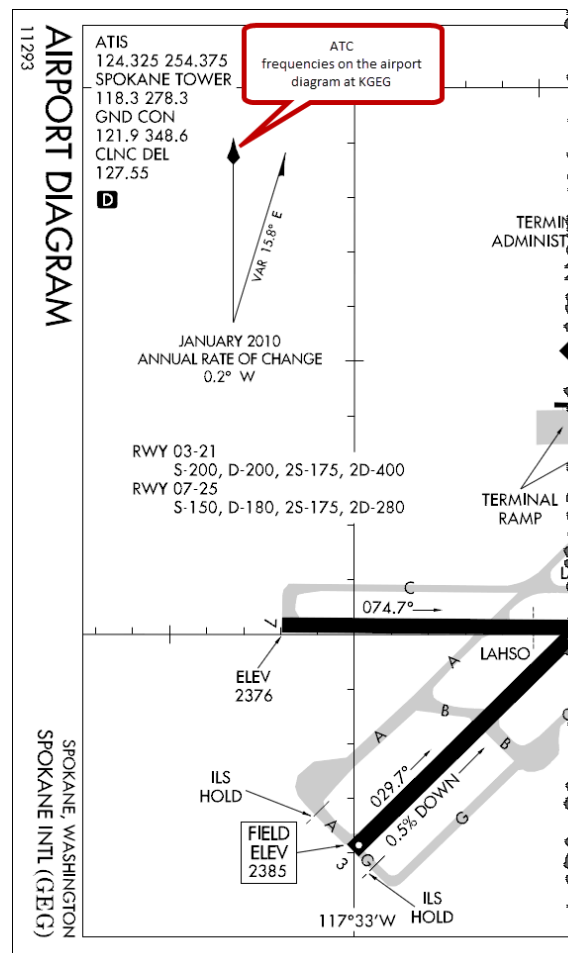 AIRPORT DIAGRAM
11293
ATIS
124.325 254.375
SPOKANE TOWER
118.3 278.3
GND CON
121.9 348.6
CLNC DEL
127.55
D
ATC
frequencies on the airport
diagram at KGEG
VAR 15.8° E
JANUARY 2010
ANNUAL RATE OF CHANGE
0.2° W
RWY 03-21
S-200, D-200, 2S-175, 2D-400
RWY 07-25
S-150, D-180, 2S-175, 2D-280
TERMINAL
RAMP
C
074.7°
7
ELEV
2376
LAHSO
A
B
A
B
029.7°
0.5% DOWN
G
ILS
HOLD
A
FIELD
ELEV
2385
3
G
ILS
HOLD
117°33'W
SPOKANE, WASHINGTON
SPOKANE INTL (GEG)